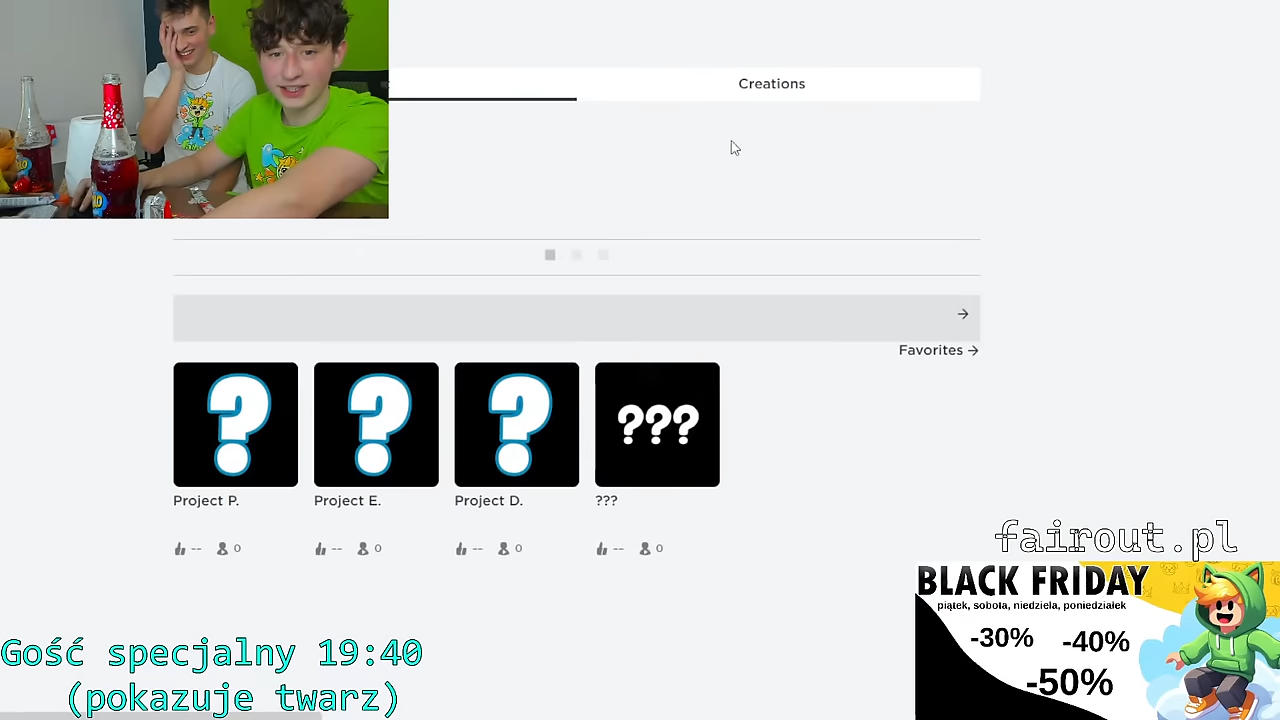 Creations
→
Favorites →
Project P.
Project E.
Project D.
???
-- 0
-- 0
-- 0
-- 0
fairout.pl
BLACK FRIDAY
piątek, sobota, niedziela, poniedziałek
-30% -40%
-50%
Gość specjalny 19:40
(pokazuje twarz)